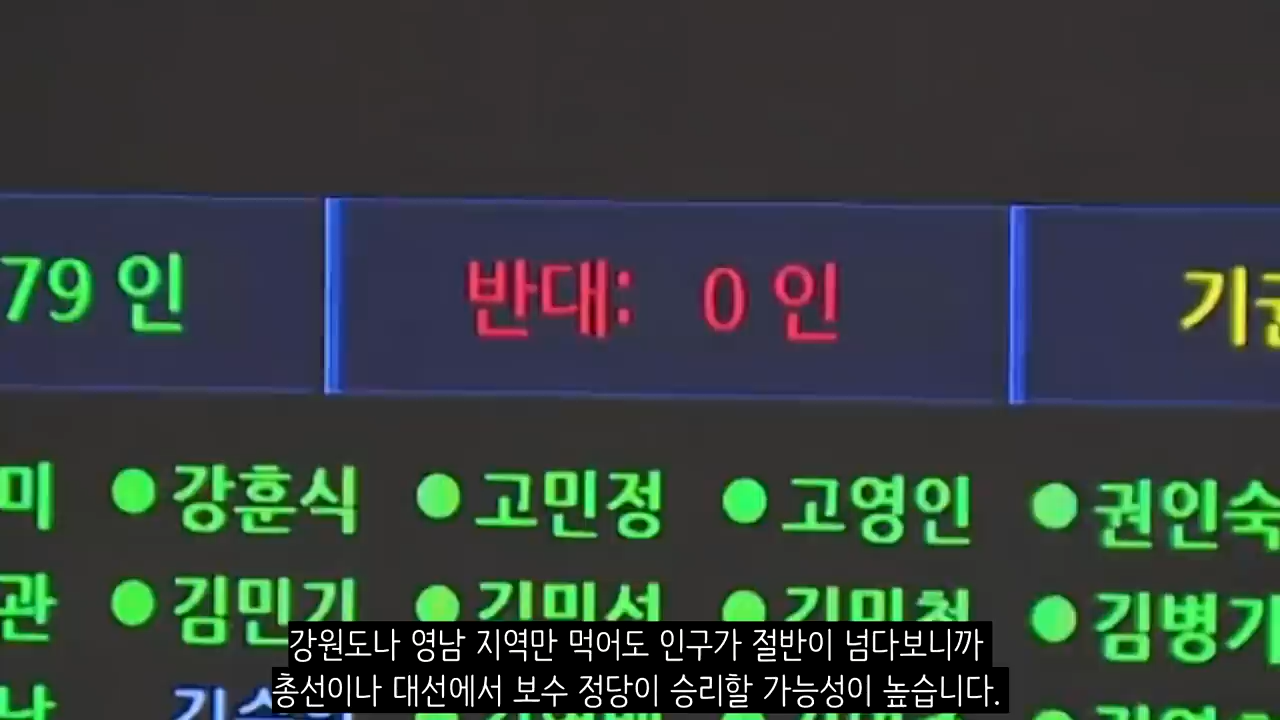 79 인 반대: 0 인
미 강훈식 고민정 고영인 권인숙
관 김민기
강원도나 영남 지역만 먹어도 인구가 절반이 넘다보니까
총선이나 대선에서 보수 정당이 승리할 가능성이 높습니다.